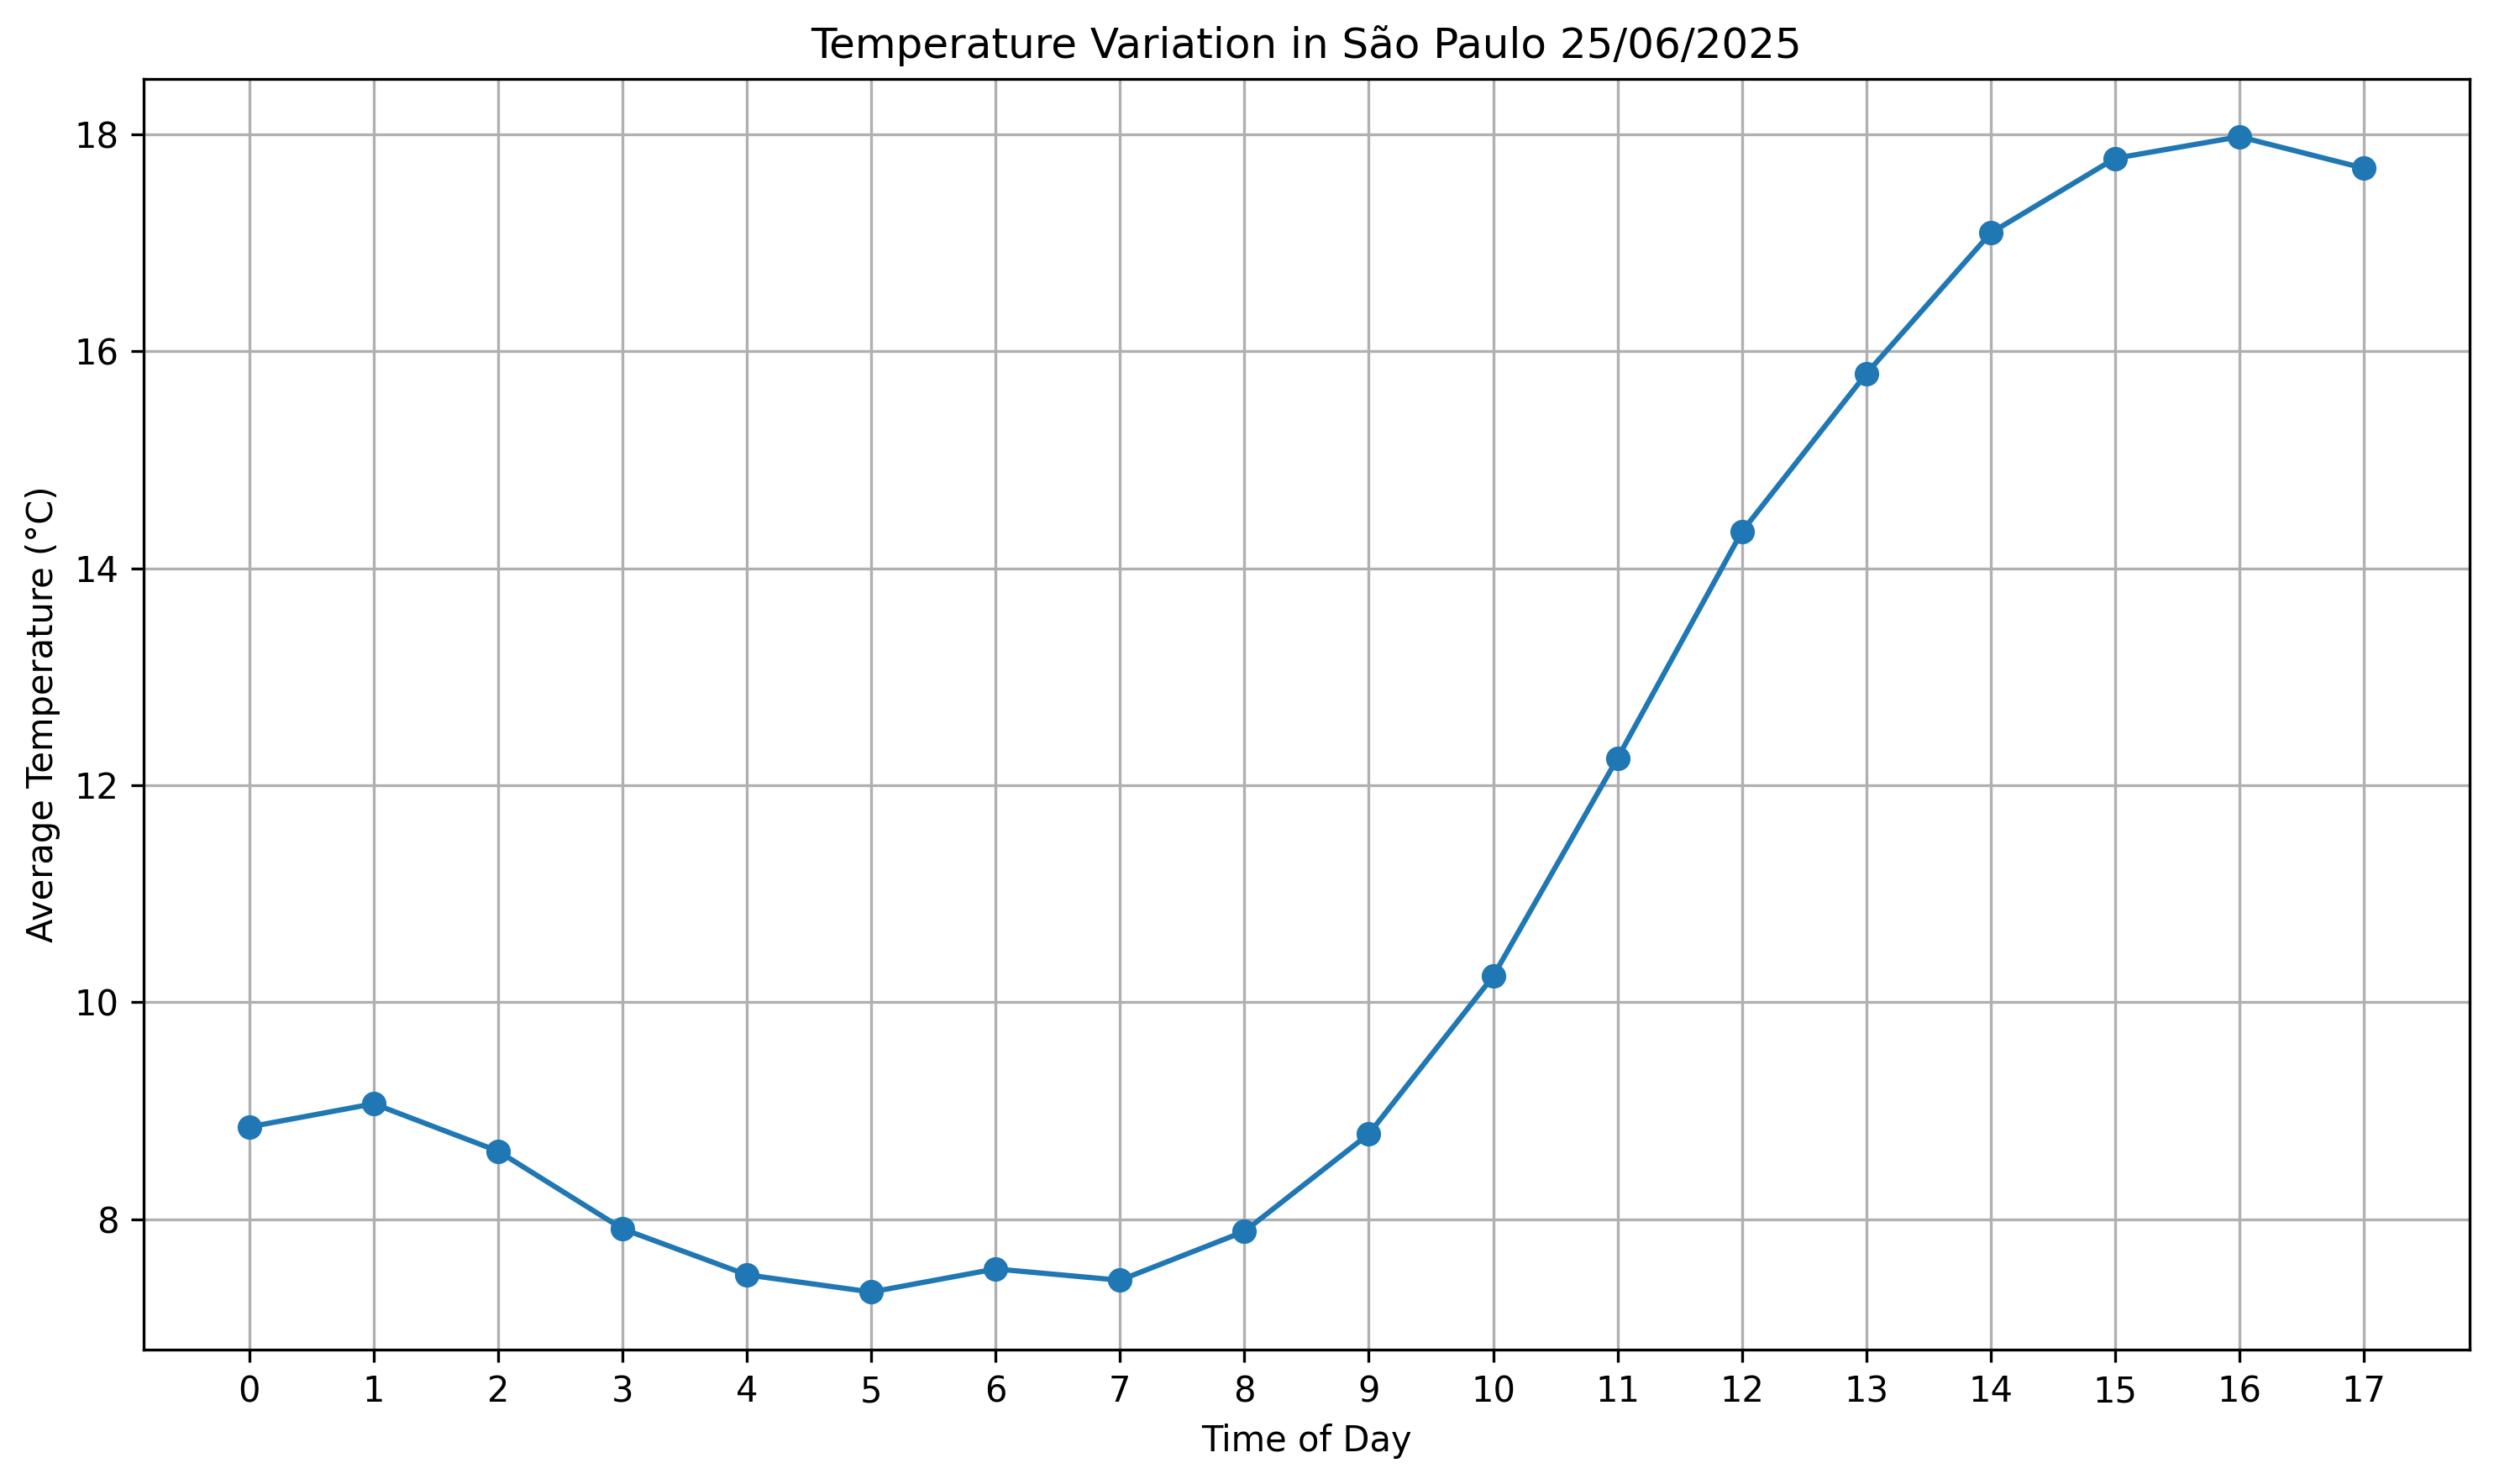 Temperature Variation in São Paulo 25/06/2025
Average Temperature (°C)
18
16
14
12
10
8
0 1 2 3 4 5 6 7 8 9 10 11 12 13 14 15 16 17
Time of Day